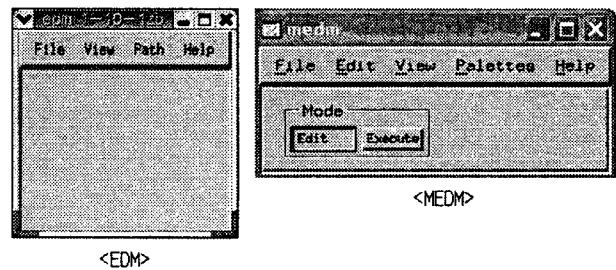 File View Path Help
<EDM>
medm
File Edit View Palettes Help
Mode
Edit Execute
<MEDM>